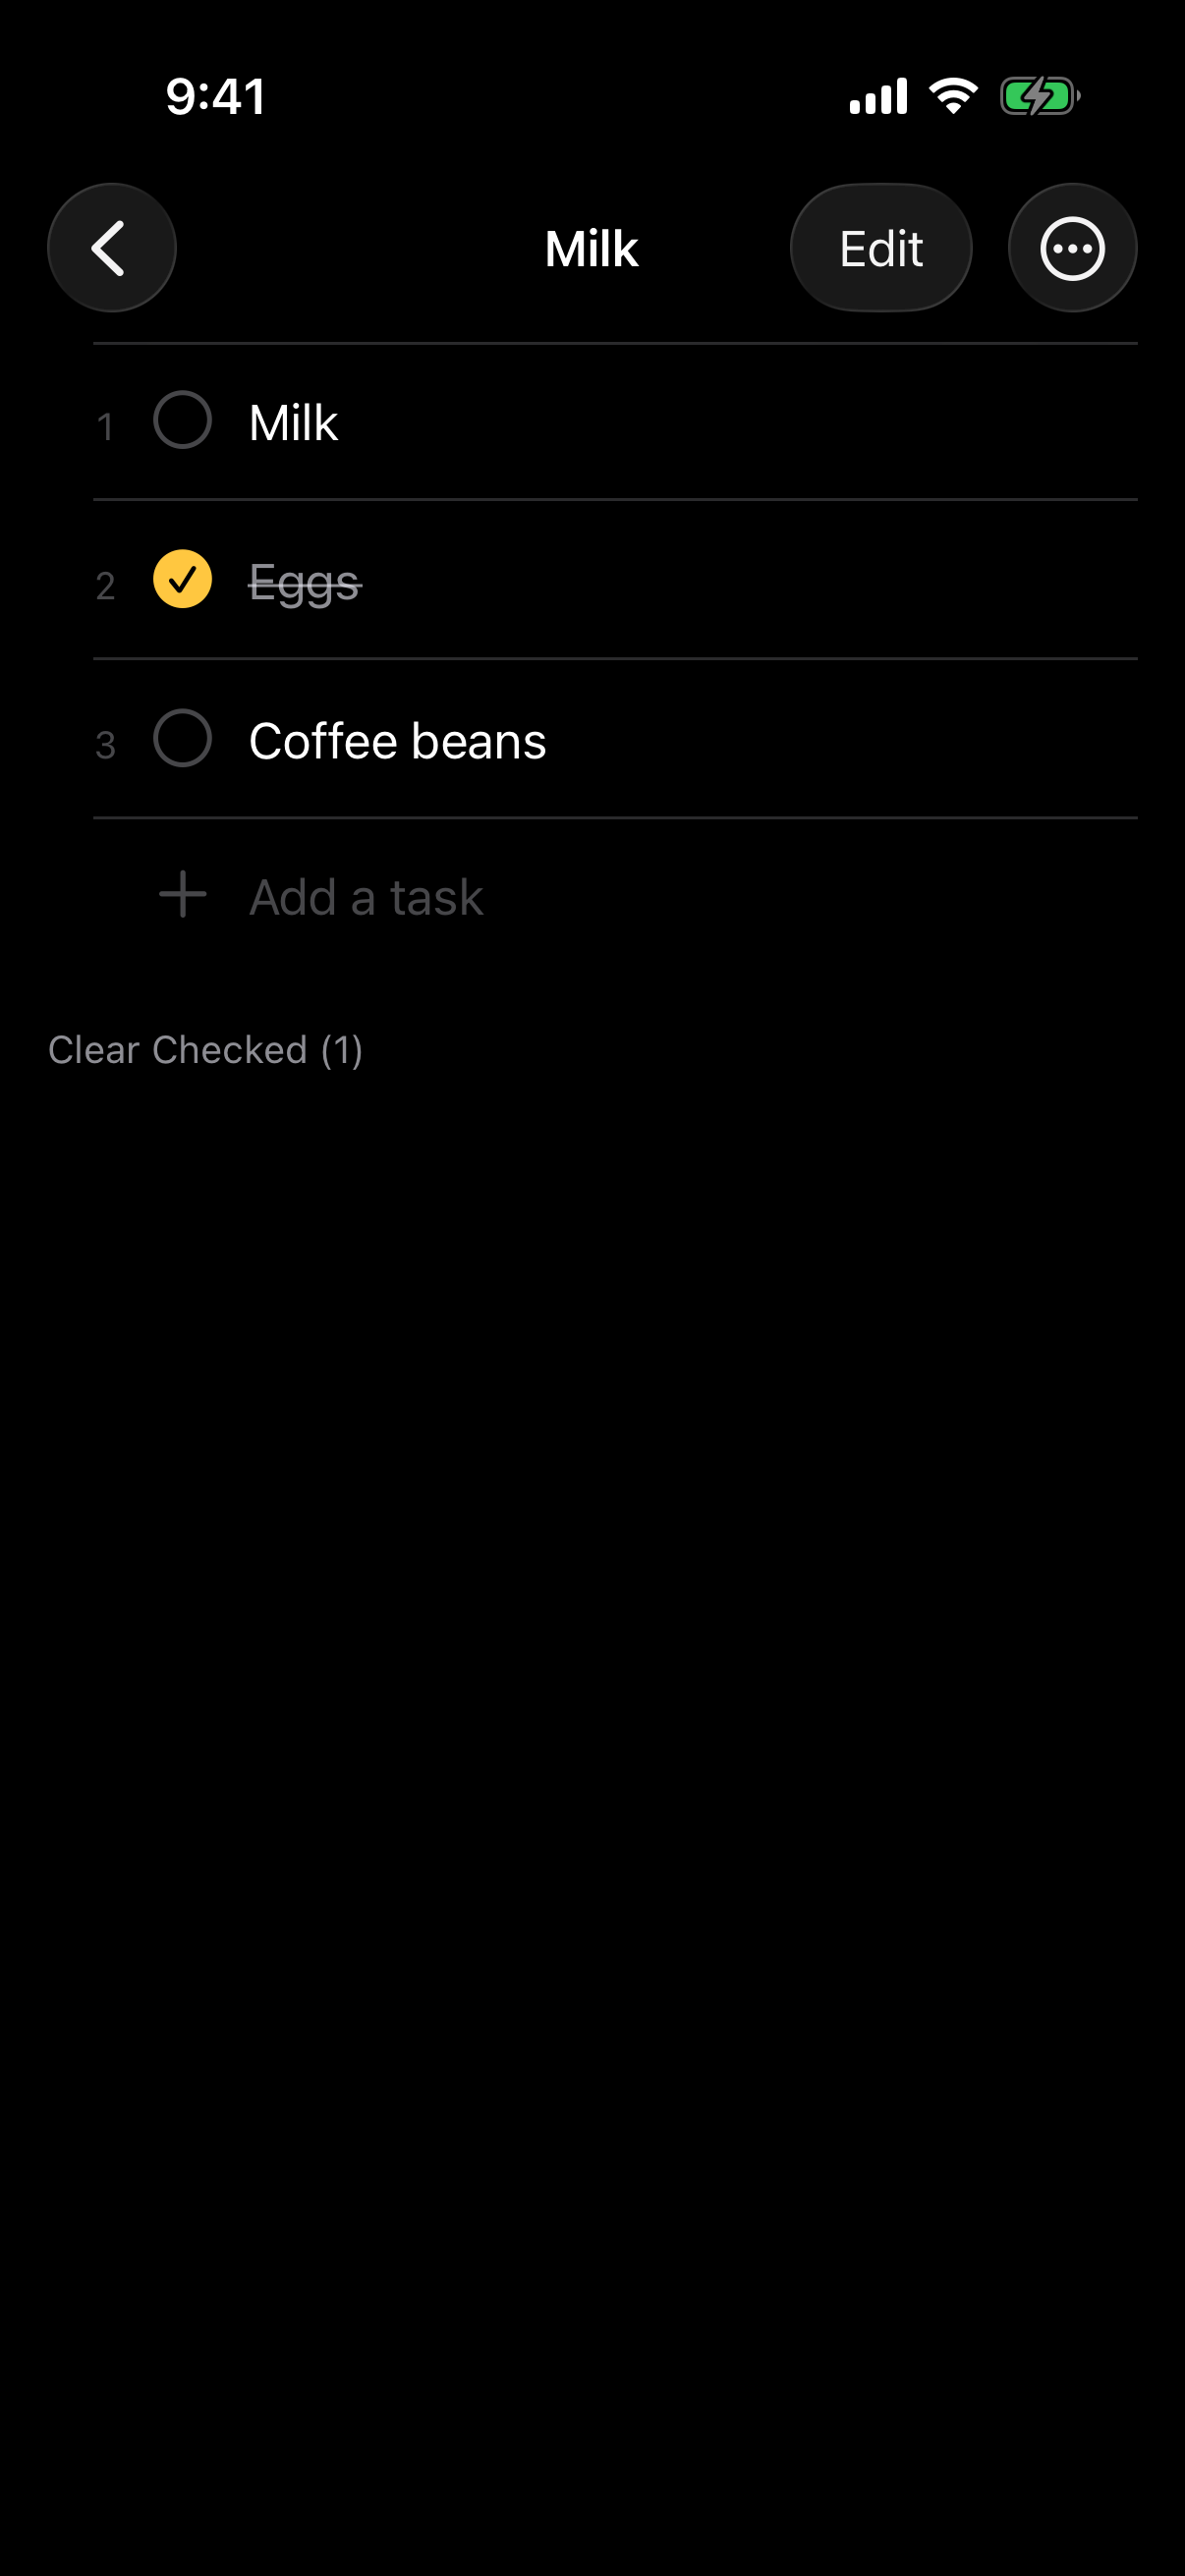 9:41
Milk
Edit
1 Milk
2 Eggs
3 Coffee beans
Add a task
Clear Checked (1)